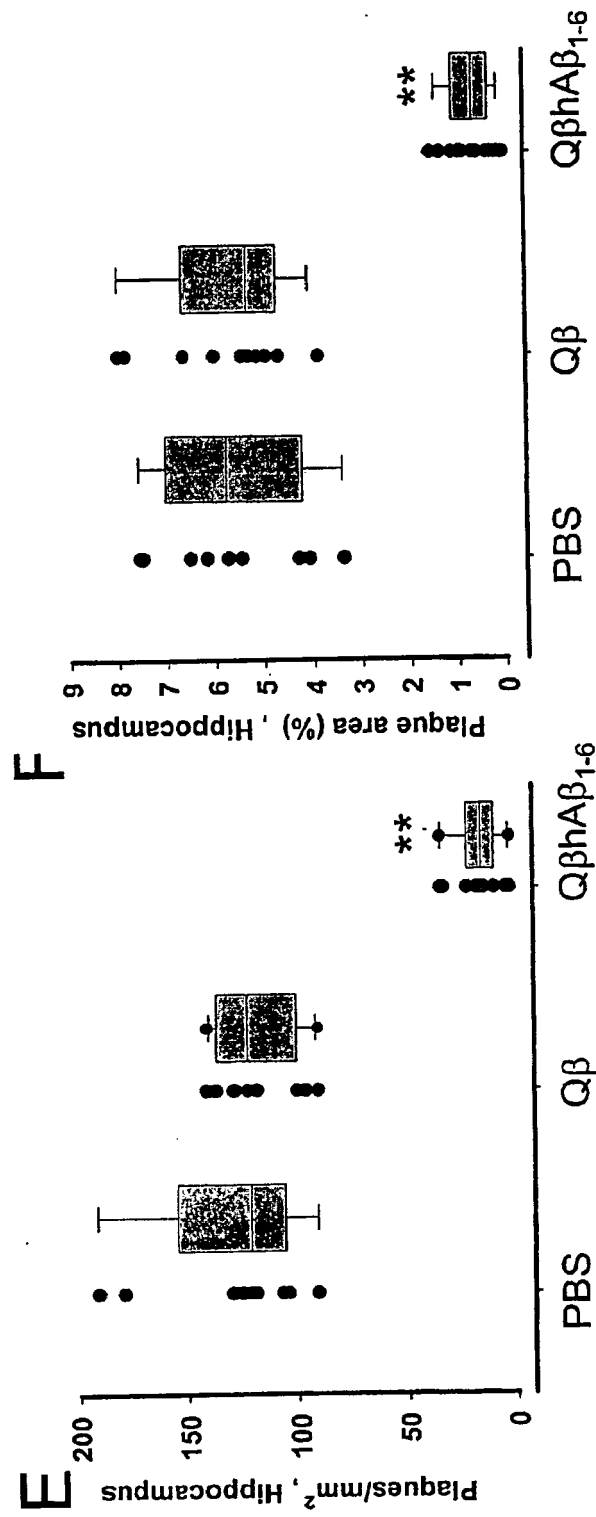 E
Plaques/mm², Hippocampus
200
150
100
50
0
**
PBS
Qβ
QβhAβ1-6
F
Plaque area (%) , Hippocampus
9
8
7
6
5
4
3
2
1
0
**
PBS
Qβ
QβhAβ1-6